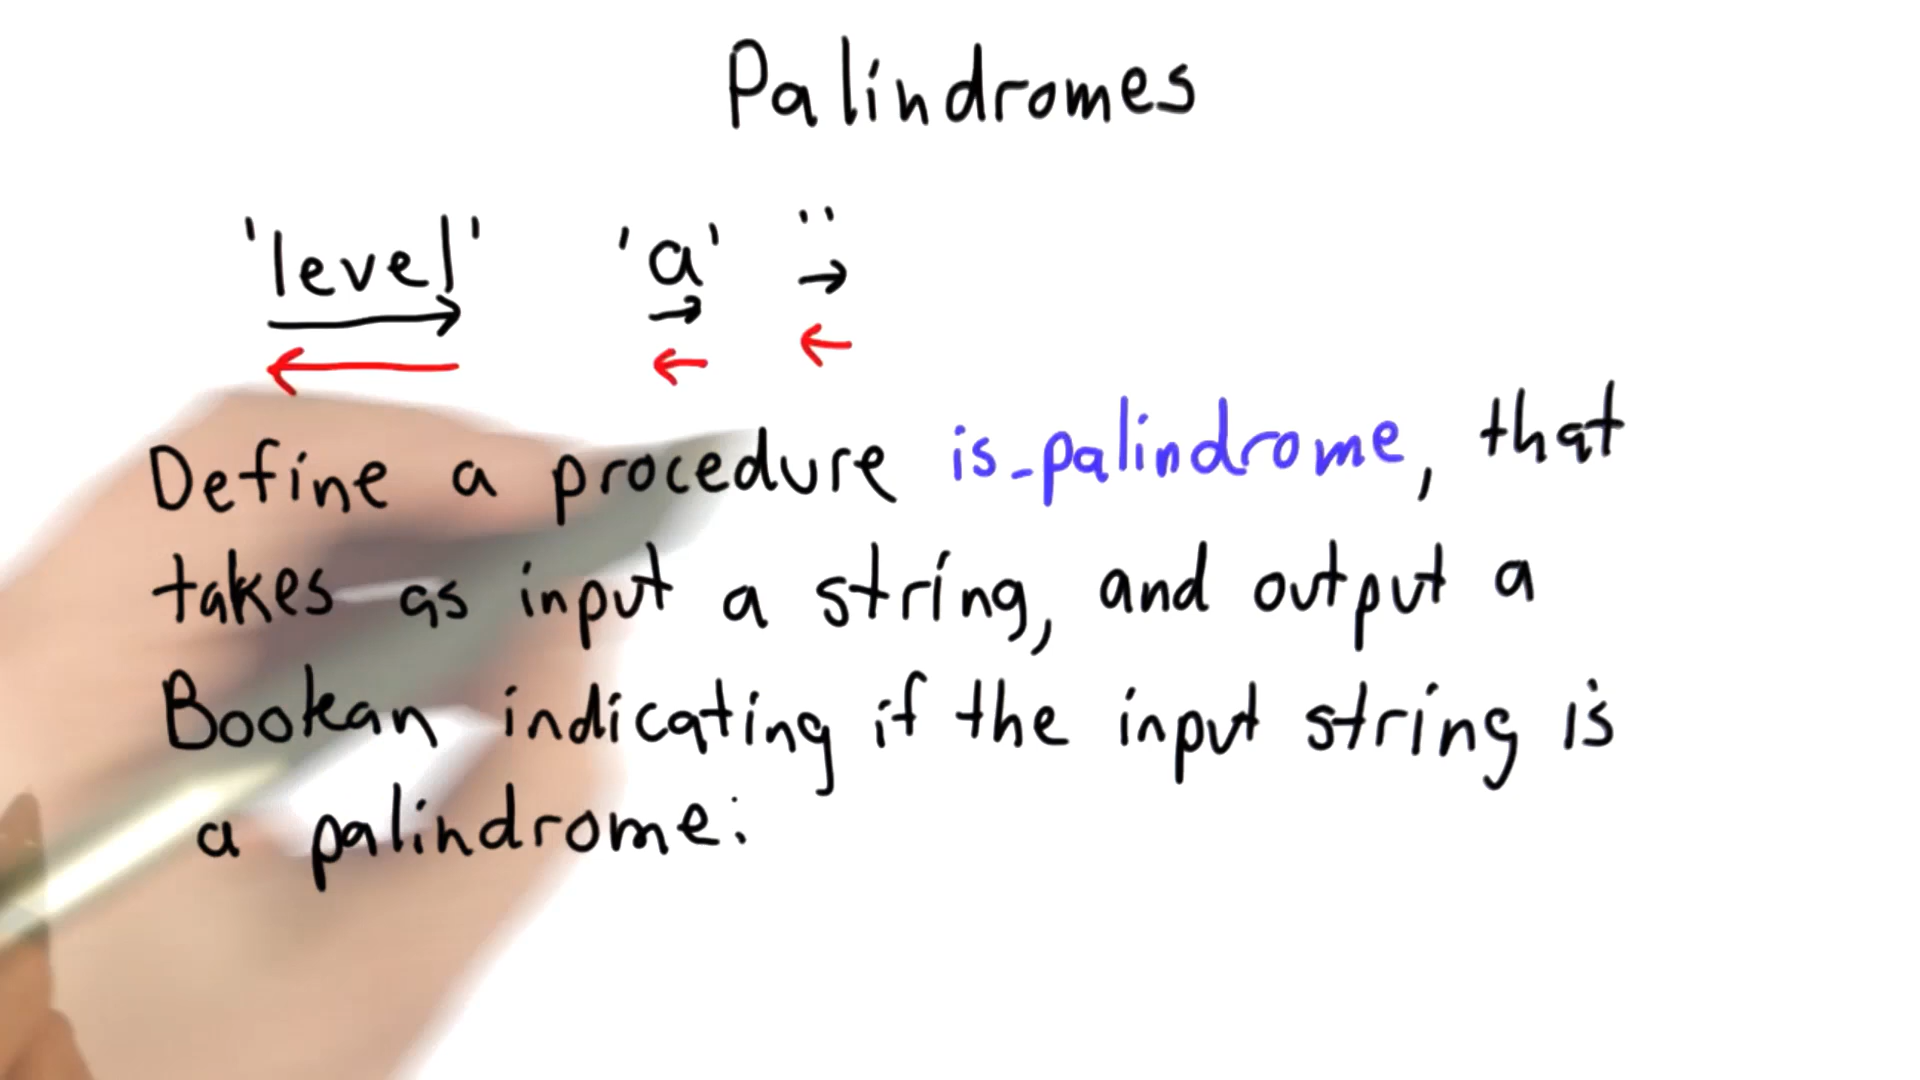 Palindromes
'level' 'a' ''
Define a procedure is_palindrome, that
takes as input a string, and output a
Boolean indicating if the input string is
a palindrome: